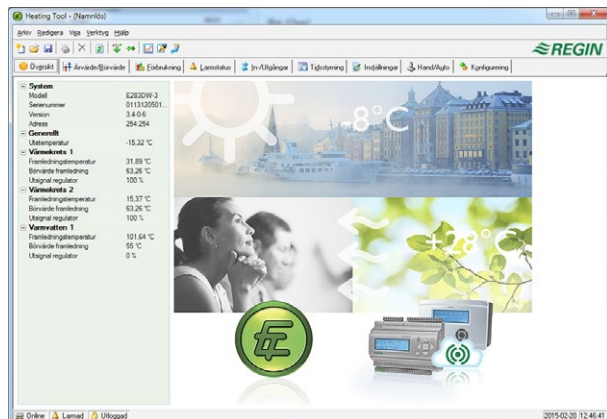 Heating Tool - (Namnlös)
Arkiv Redigera Visa Verktyg Hjälp
REGIN
Översikt Ärvärde/Börvärde Förbrukning Larmstatus In-/Utgångar Tidsstyrning Inställningar Hand/Auto Konfigurering
System
Modell E283DW-3
Serienummer 0113120501...
Version 3.4-0-6
Adress 254:254
Generellt
Utetemperatur -15,32 °C
Värmekrets 1
Framledningstemperatur 31,89 °C
Börvärde framledning 63,26 °C
Utsignal regulator 100 %
Värmekrets 2
Framledningstemperatur 15,37 °C
Börvärde framledning 63,26 °C
Utsignal regulator 100 %
Varmvatten 1
Framledningstemperatur 101,64 °C
Börvärde framledning 55 °C
Utsignal regulator 0 %
-8°C
+28°C
Online Larmad Utloggad
2015-02-20 12:46:41